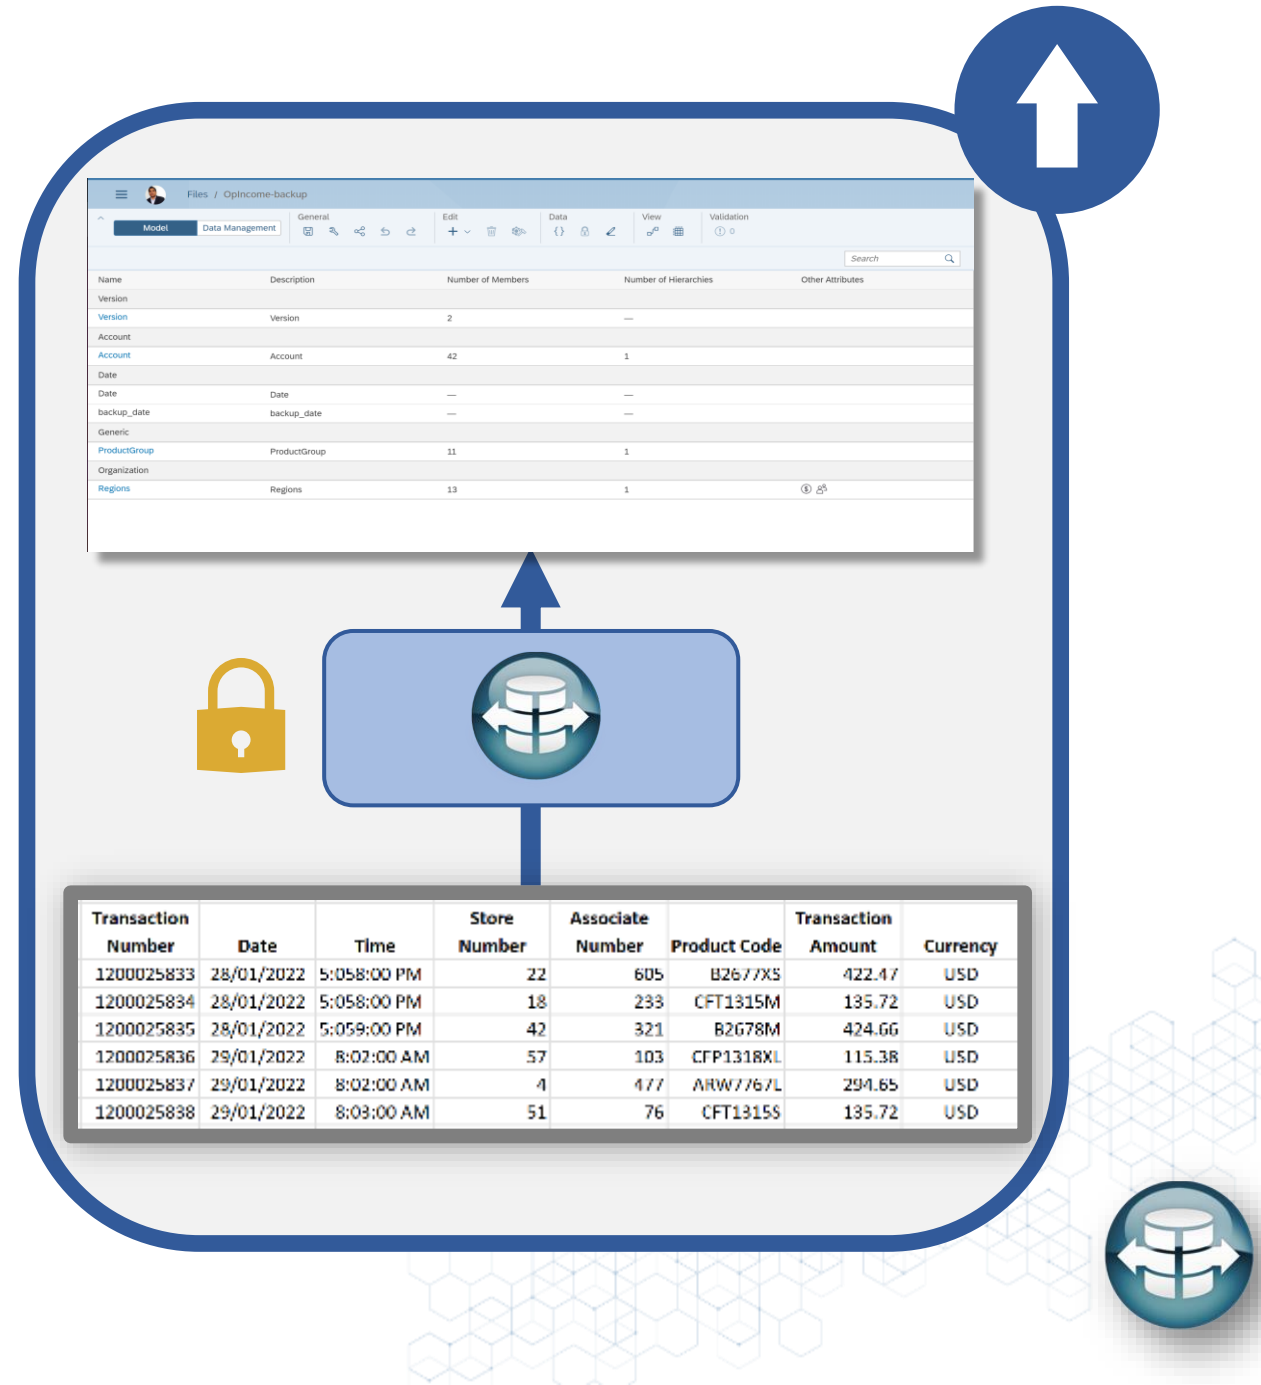 Files / OpIncome-backup
General Edit Data View Validation
Model Data Management 0
Search
Name Description Number of Members Number of Hierarchies Other Attributes
Version
Version Version 2 —
Account
Account Account 42 1
Date
Date Date — —
backup_date backup_date — —
Generic
ProductGroup ProductGroup 11 1
Organization
Regions Regions 13 1
Transaction Number Date Time Store Number Associate Number Product Code Transaction Amount Currency
1200025833 28/01/2022 5:058:00 PM 22 605 B2677XS 422.47 USD
1200025834 28/01/2022 5:058:00 PM 18 233 CFT1315M 135.72 USD
1200025835 28/01/2022 5:059:00 PM 42 321 B2678M 424.66 USD
1200025836 29/01/2022 8:02:00 AM 57 103 CFP1318XL 115.38 USD
1200025837 29/01/2022 8:02:00 AM 4 477 ARW7767L 294.65 USD
1200025838 29/01/2022 8:03:00 AM 51 76 CFT1315S 135.72 USD